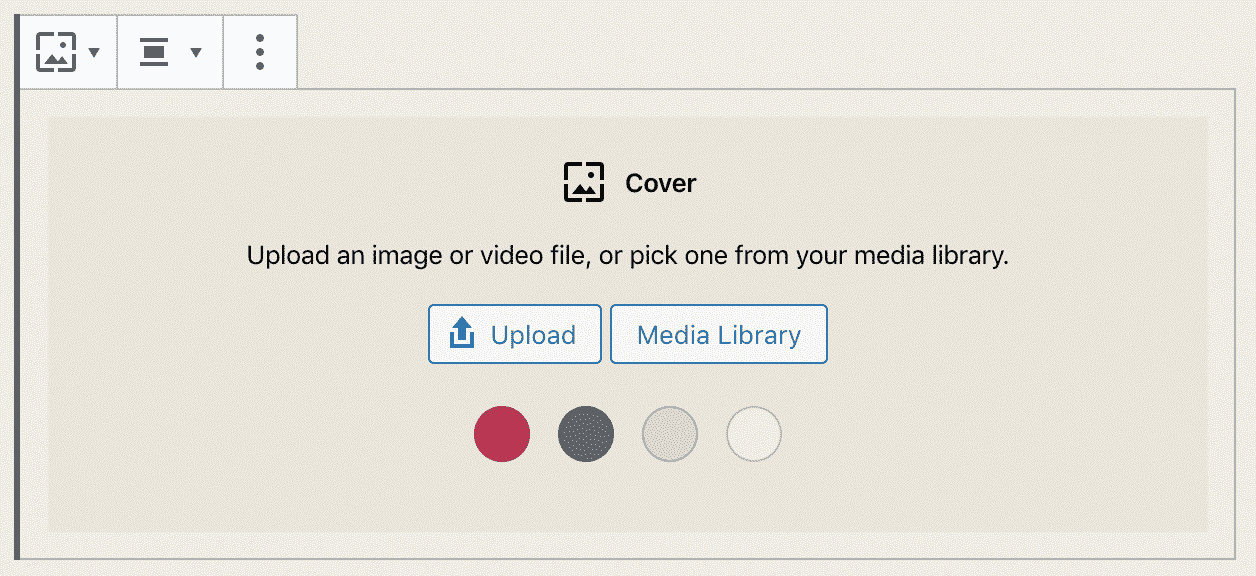 Cover
Upload an image or video file, or pick one from your media library.
Upload
Media Library